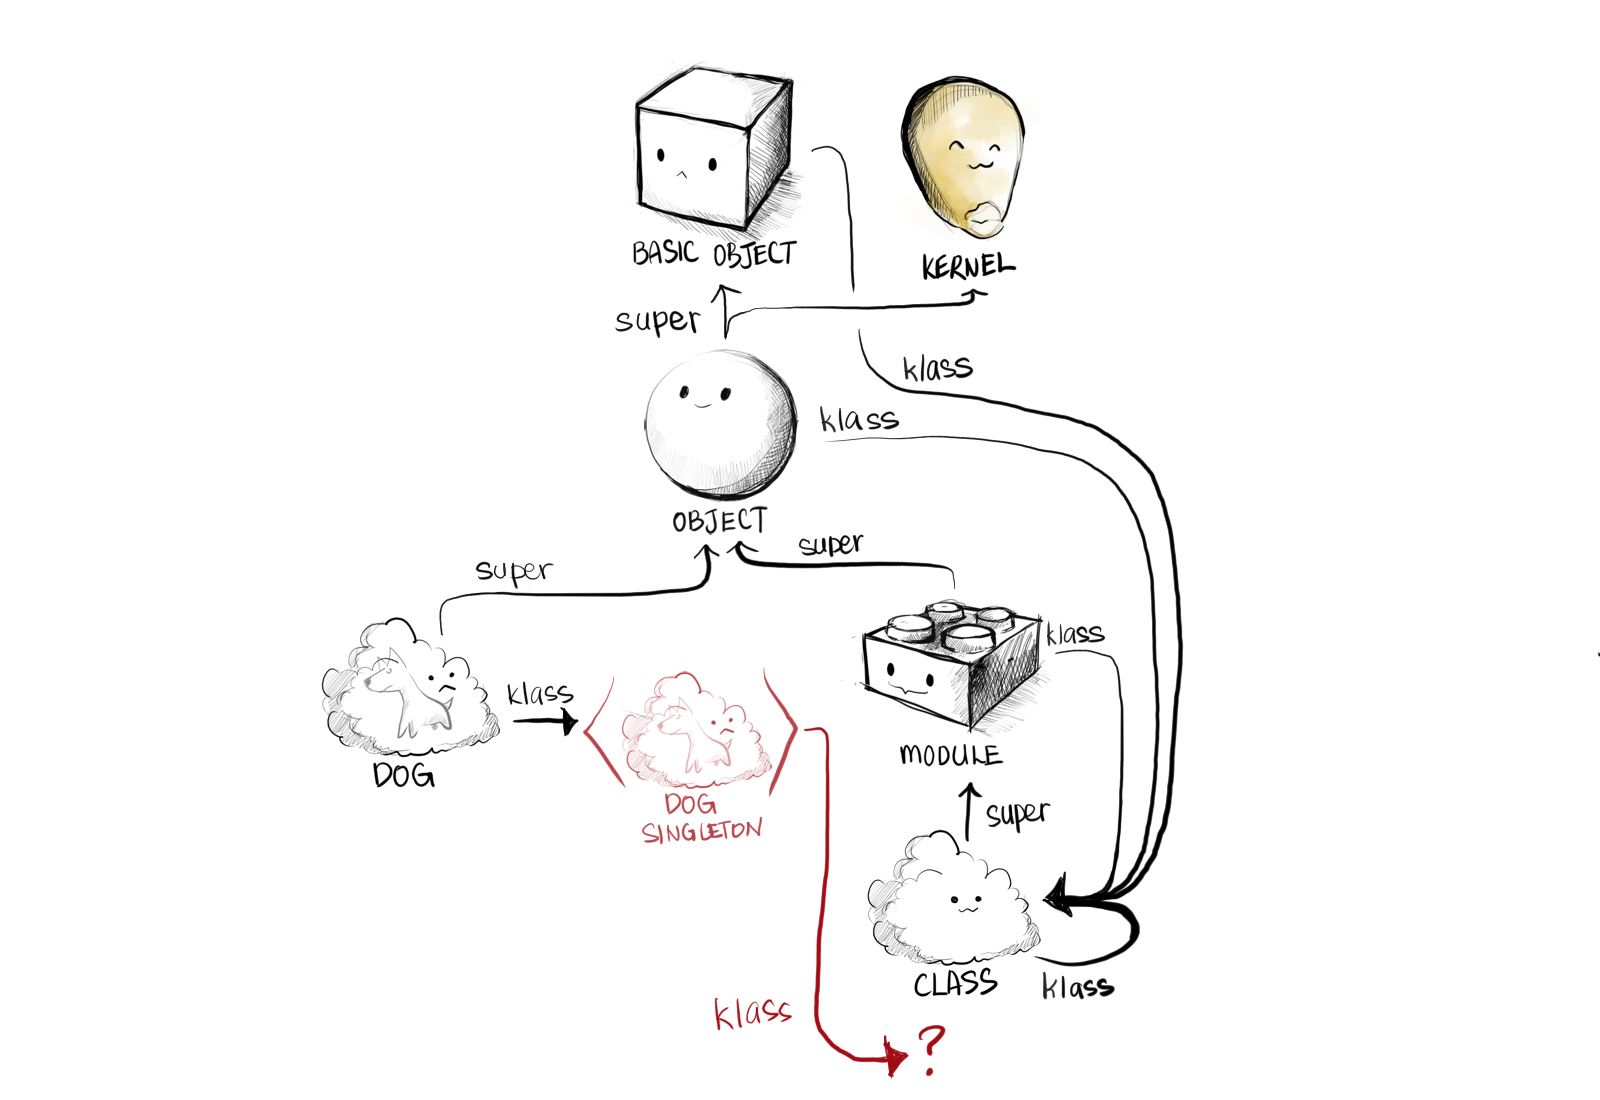 BASIC OBJECT
KERNEL
super
klass
klass
OBJECT
super
super
klass
klass
DOG
MODULE
DOG
SINGLETON
super
CLASS
klass
klass
?